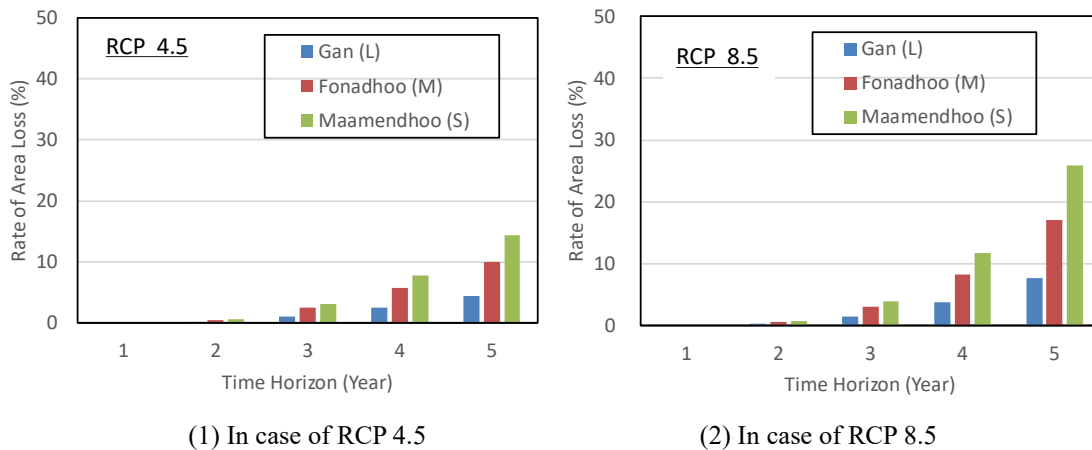 RCP 4.5
Gan (L)
Fonadhoo (M)
Maamendhoo (S)
Rate of Area Loss (%)
50
40
30
20
10
0
1 2 3 4 5
Time Horizon (Year)
(1) In case of RCP 4.5
RCP 8.5
Gan (L)
Fonadhoo (M)
Maamendhoo (S)
Rate of Area Loss (%)
50
40
30
20
10
0
1 2 3 4 5
Time Horizon (Year)
(2) In case of RCP 8.5